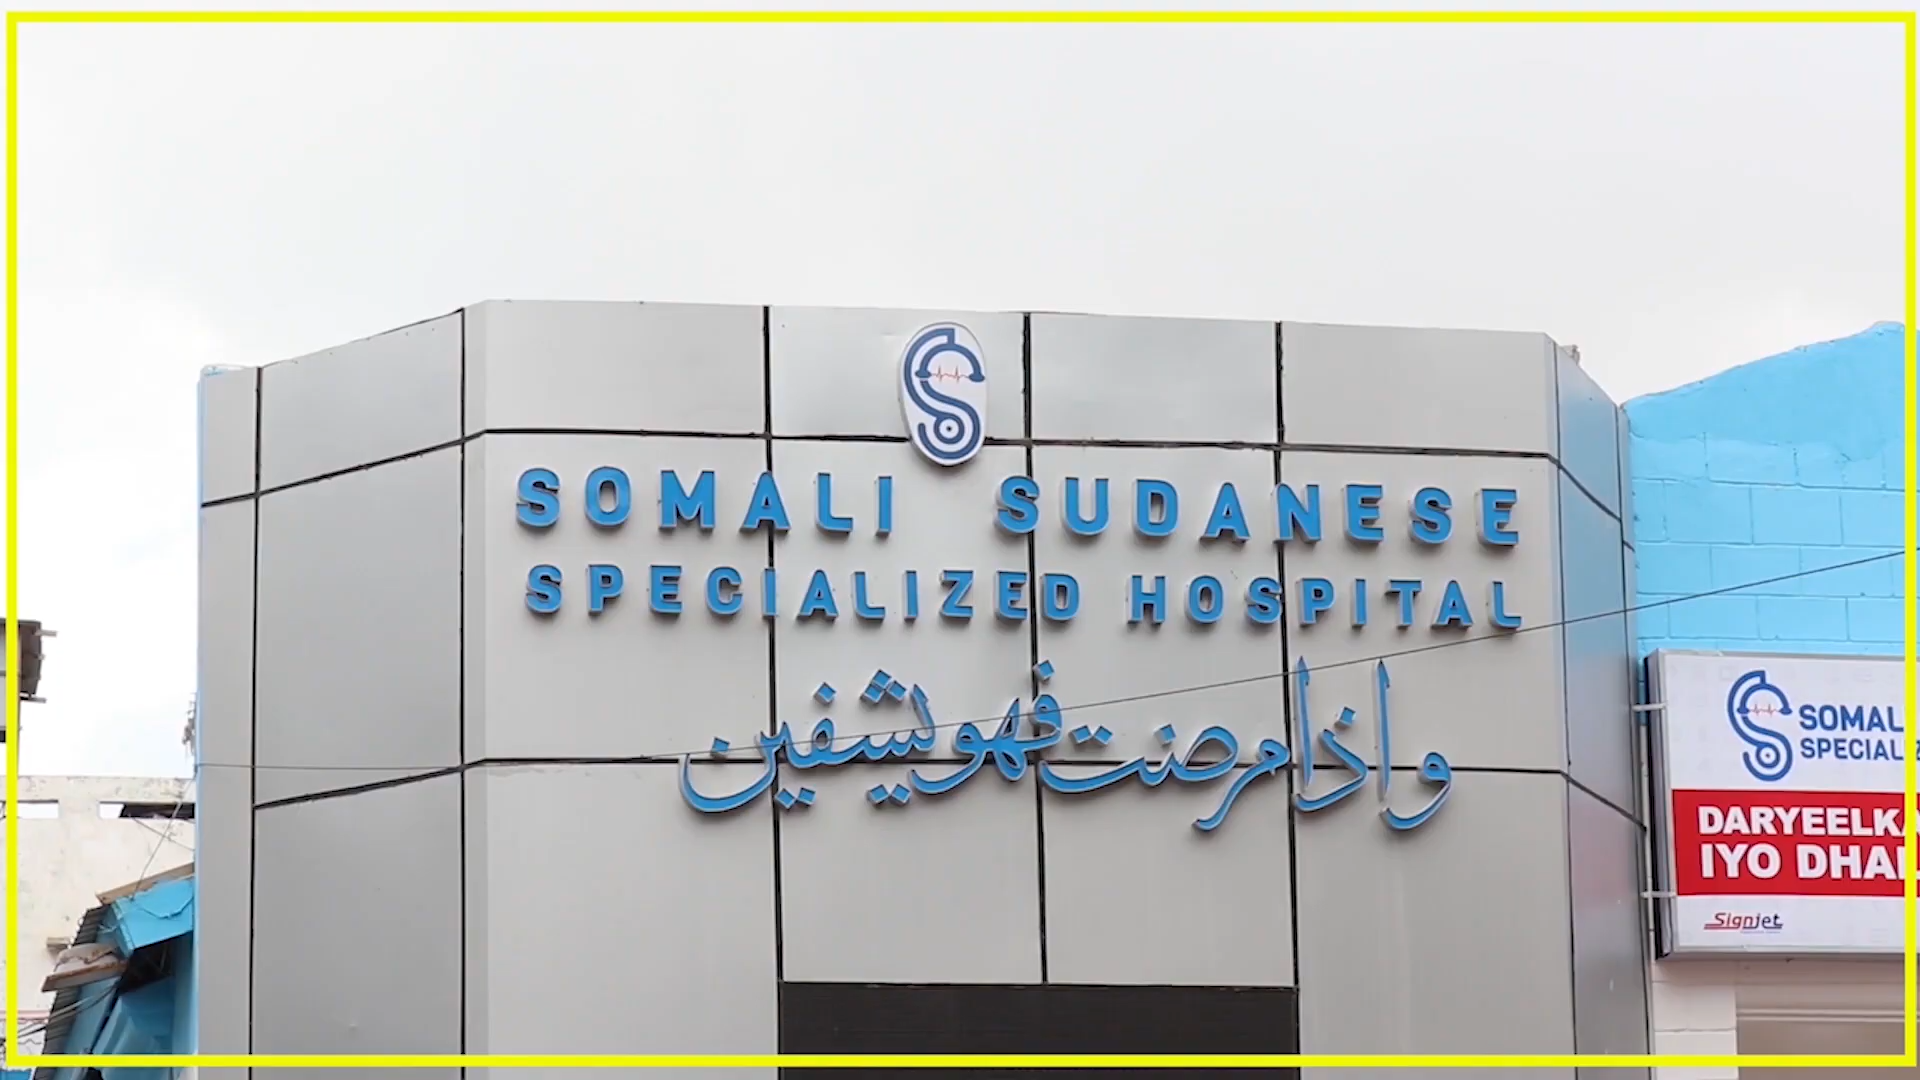 SOMALI SUDANESE
SPECIALIZED HOSPITAL
واذا مرضت فهو يشفين
SOMAL
SPECIAL
DARYEELKA
IYO DHA
Signjet